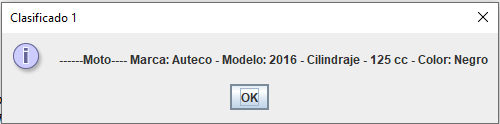 Clasificado 1
------Moto---- Marca: Auteco - Modelo: 2016 - Cilindraje - 125 cc - Color: Negro
OK